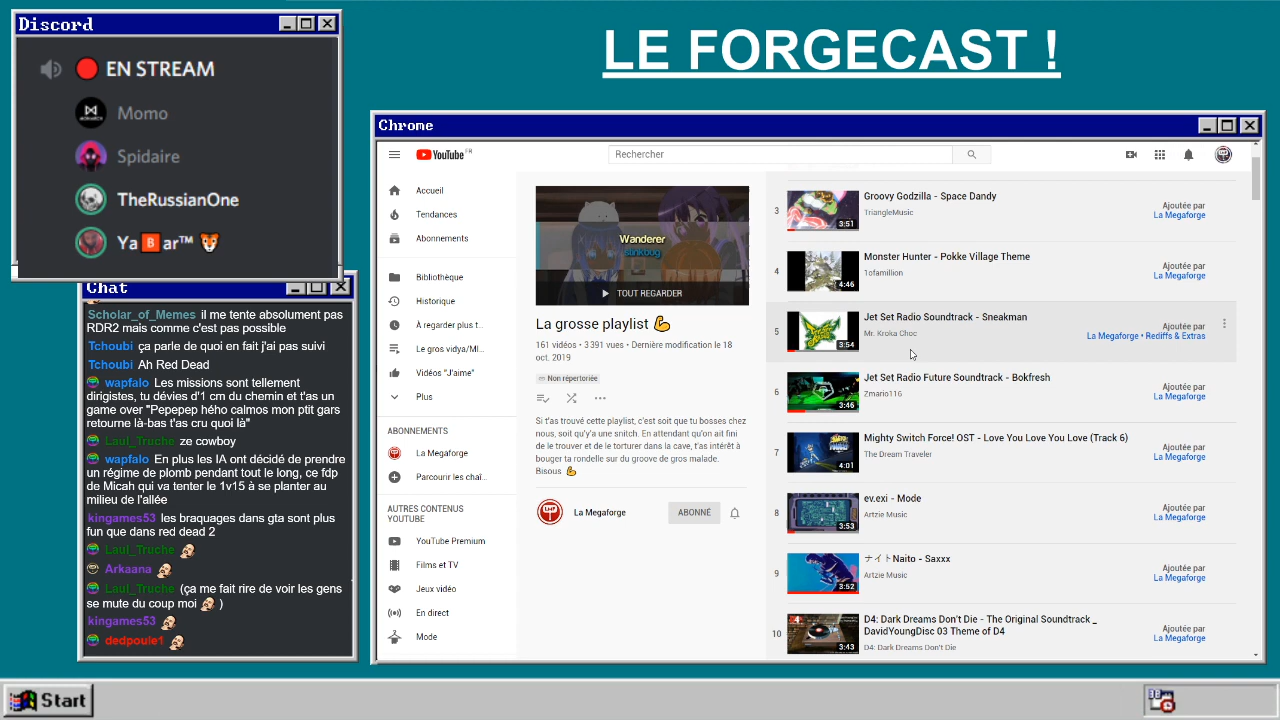 Discord
EN STREAM
Momo
Spidaire
TheRussianOne
Ya🅱️ar™ 🐯
LE FORGECAST !
Chat
Scholar_of_Memes il me tente absolument pas
RDR2 mais comme c'est pas possible
Tchoubi ça parle de quoi en fait j'ai pas suivi
Tchoubi Ah Red Dead
wapfalo Les missions sont tellement
dirigistes, tu dévies d'1 cm du chemin et t'as un
game over "Pepepep hého calmos mon ptit gars
retourne là-bas t'as cru quoi là"
Laul_Truche ze cowboy
wapfalo En plus les IA ont décidé de prendre
un régime de plomb pendant tout le long, ce fdp
de Micah qui va tenter le 1v15 à se planter au
milieu de l'allée
kingames53 les braquages dans gta sont plus
fun que dans red dead 2
Laul_Truche
Arkaana
Laul_Truche (ça me fait rire de voir les gens
se mute du coup moi )
kingames53
dedpoule1
Chrome
YouTube FR
Rechercher
Accueil
Tendances
Abonnements
Bibliothèque
Historique
À regarder plus t...
Le gros vidya/MI...
Vidéos "J'aime"
Plus
ABONNEMENTS
La Megaforge
Parcourir les chaî...
AUTRES CONTENUS
YOUTUBE
YouTube Premium
Films et TV
Jeux vidéo
En direct
Mode
Wanderer
slinkoug
TOUT REGARDER
La grosse playlist 💪
161 vidéos • 3 391 vues • Dernière modification le 18
oct. 2019
Non répertoriée
Si t'as trouvé cette playlist, c'est soit que tu bosses chez
nous, soit qu'y'a une snitch. En attendant qu'on ait fini
de le trouver et de le torturer dans la cave, t'as intérêt à
bouger ta rondelle sur du groove de gros malade.
Bisous 💪
La Megaforge
ABONNÉ
3
3:51
Groovy Godzilla - Space Dandy
TriangleMusic
Ajoutée par
La Megaforge
4
4:46
Monster Hunter - Pokke Village Theme
1ofamillion
Ajoutée par
La Megaforge
5
3:54
Jet Set Radio Soundtrack - Sneakman
Mr. Kroka Choc
Ajoutée par
La Megaforge • Rediffs & Extras
6
3:46
Jet Set Radio Future Soundtrack - Bokfresh
Zmario116
Ajoutée par
La Megaforge
7
4:01
Mighty Switch Force! OST - Love You Love You Love (Track 6)
The Dream Traveler
Ajoutée par
La Megaforge
8
3:53
ev.exi - Mode
Artzie Music
Ajoutée par
La Megaforge
9
3:52
ナイトNaito - Saxxx
Artzie Music
Ajoutée par
La Megaforge
10
3:43
D4: Dark Dreams Don't Die - The Original Soundtrack _
DavidYoungDisc 03 Theme of D4
D4: Dark Dreams Don't Die
Ajoutée par
La Megaforge
Start